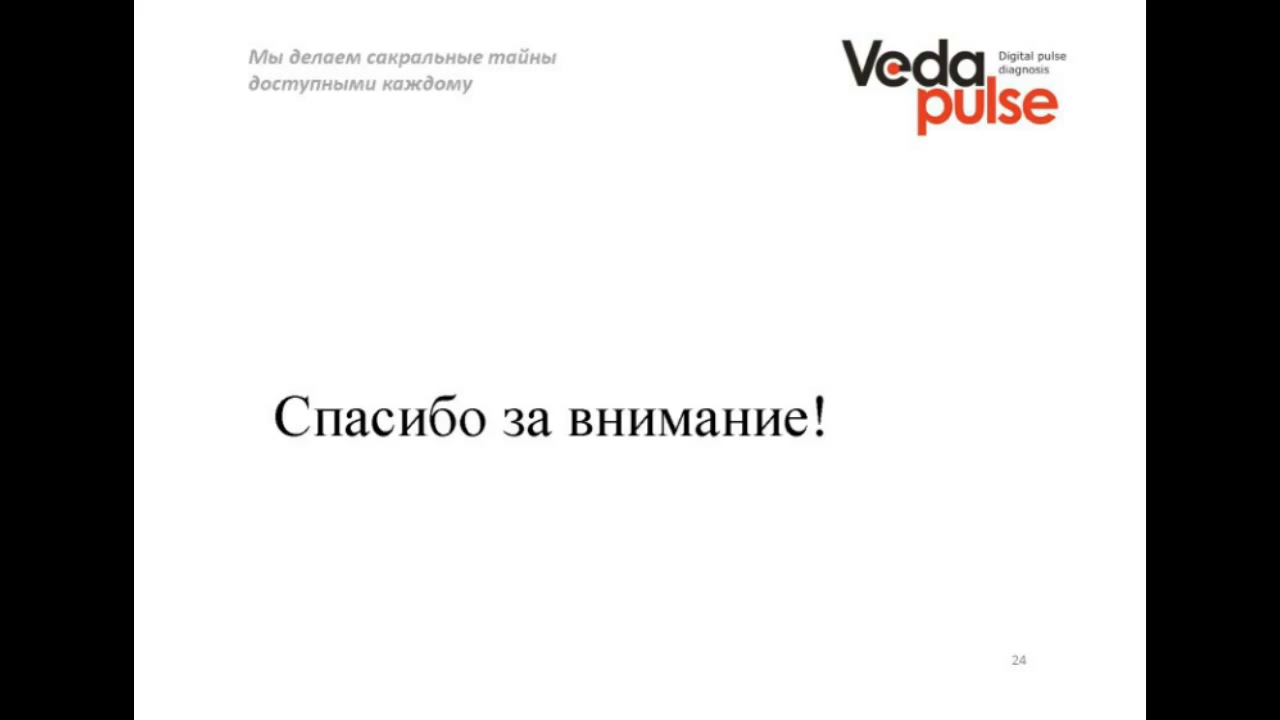 Мы делаем сакральные тайны
доступными каждому
Veda
pulse
Digital pulse
diagnosis
Спасибо за внимание!
24